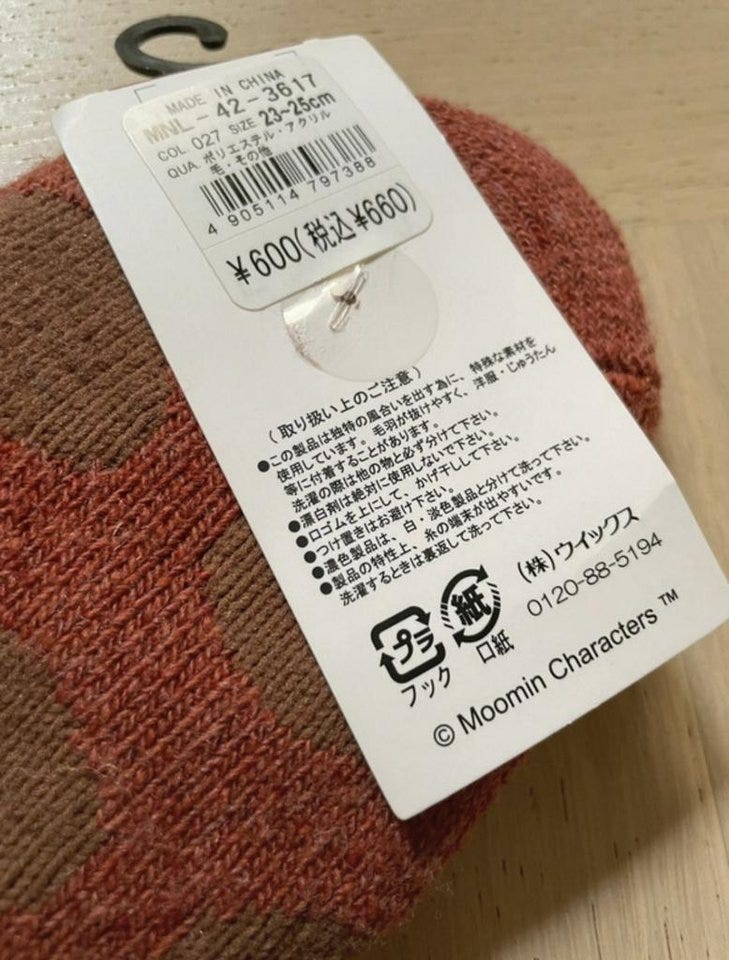 MADE IN CHINA
MNL-42-3617
COL. 027 SIZE 23~25cm
QUA. ポリエステル・アクリル
毛・その他
4 905114 797388
¥600(税込¥660)
(取り扱い上のご注意)
●この製品は独特の風合いを出す為に、特殊な素材を
使用しています。毛羽が抜けやすく、洋服・じゅうたん
等に付着することがあります。
洗濯の際は他の物と必ず分けて下さい。
●漂白剤は絶対に使用しないで下さい。
●口ゴムを上にして、かげ干しして下さい。
●つけ置きはお避け下さい。
●濃色製品は、白・淡色製品と分けて洗って下さい。
●製品の特性上、糸の端末が出やすいです。
洗濯するときは裏返して洗って下さい。
プラ
フック
紙
口紙
(株)ウイックス
0120-88-5194
© Moomin Characters ™